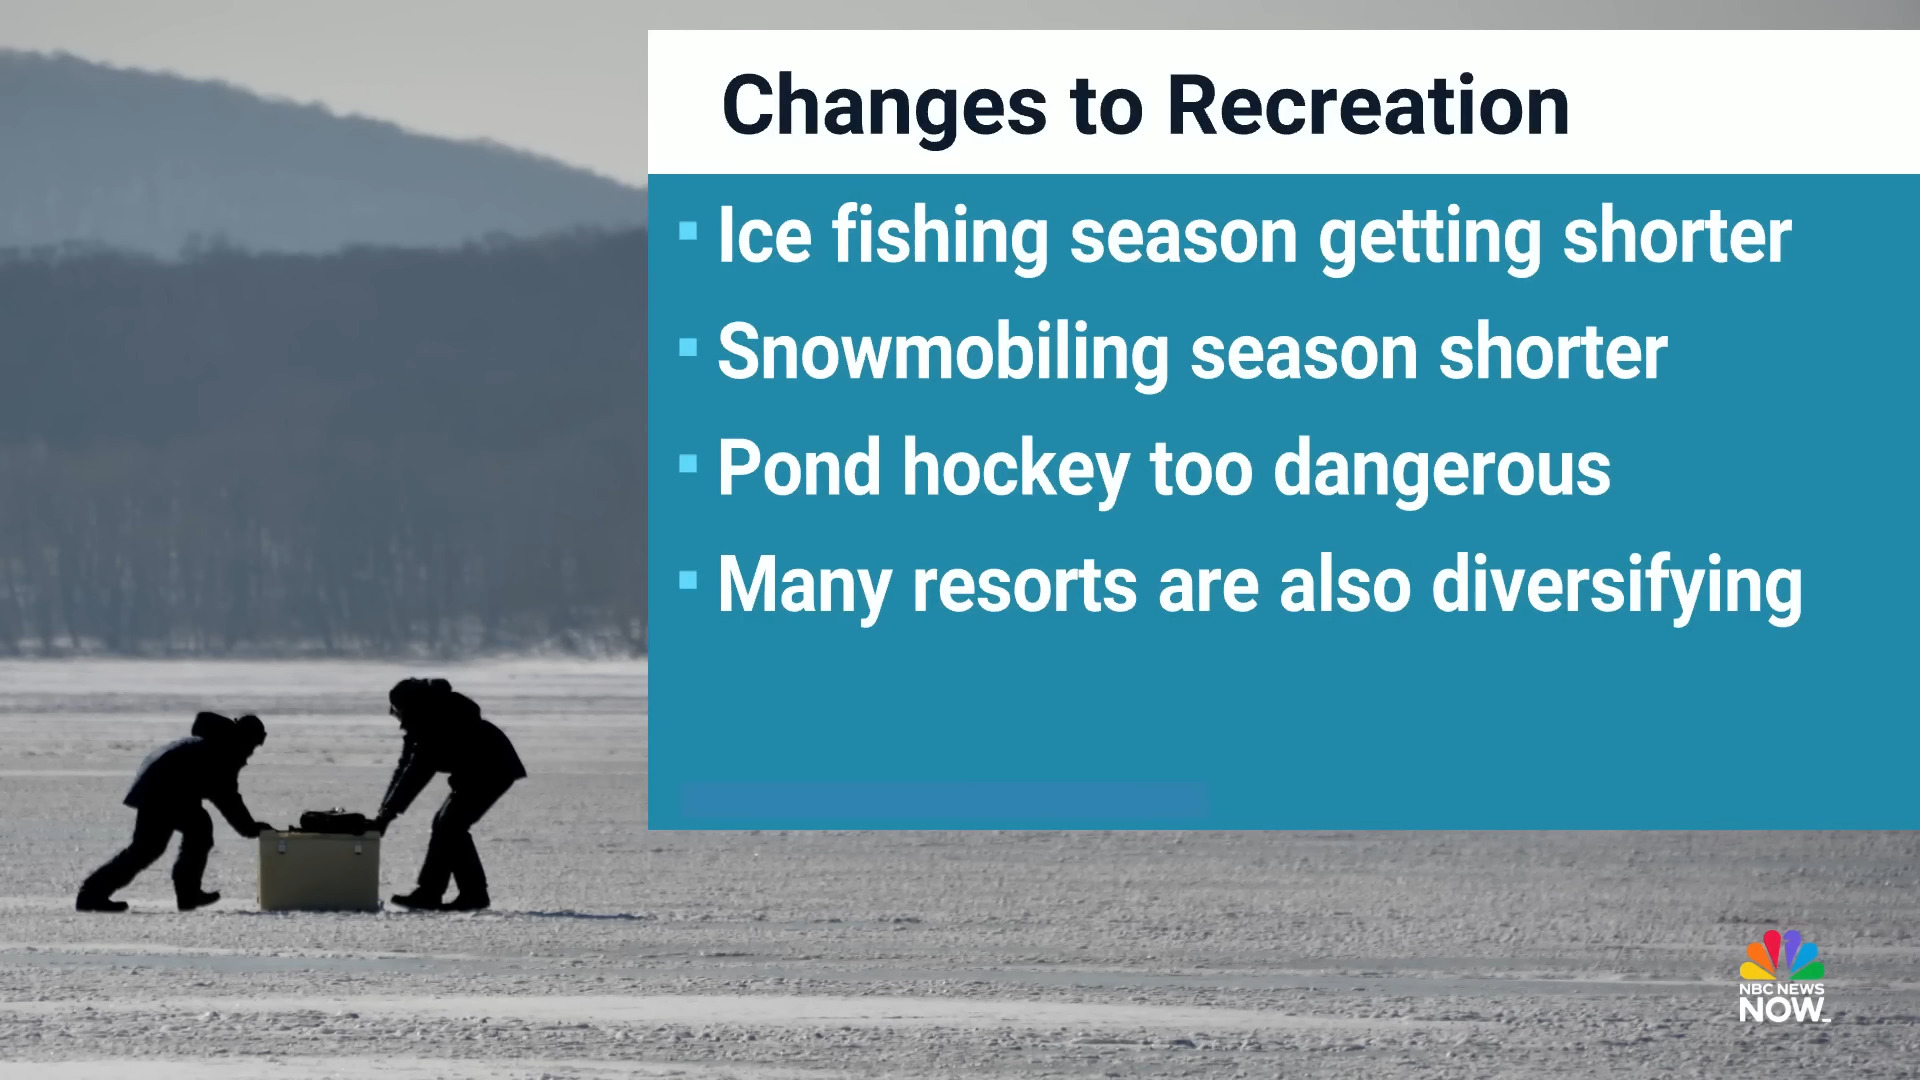 Changes to Recreation
Ice fishing season getting shorter
Snowmobiling season shorter
Pond hockey too dangerous
Many resorts are also diversifying
NBC NEWS
NOW